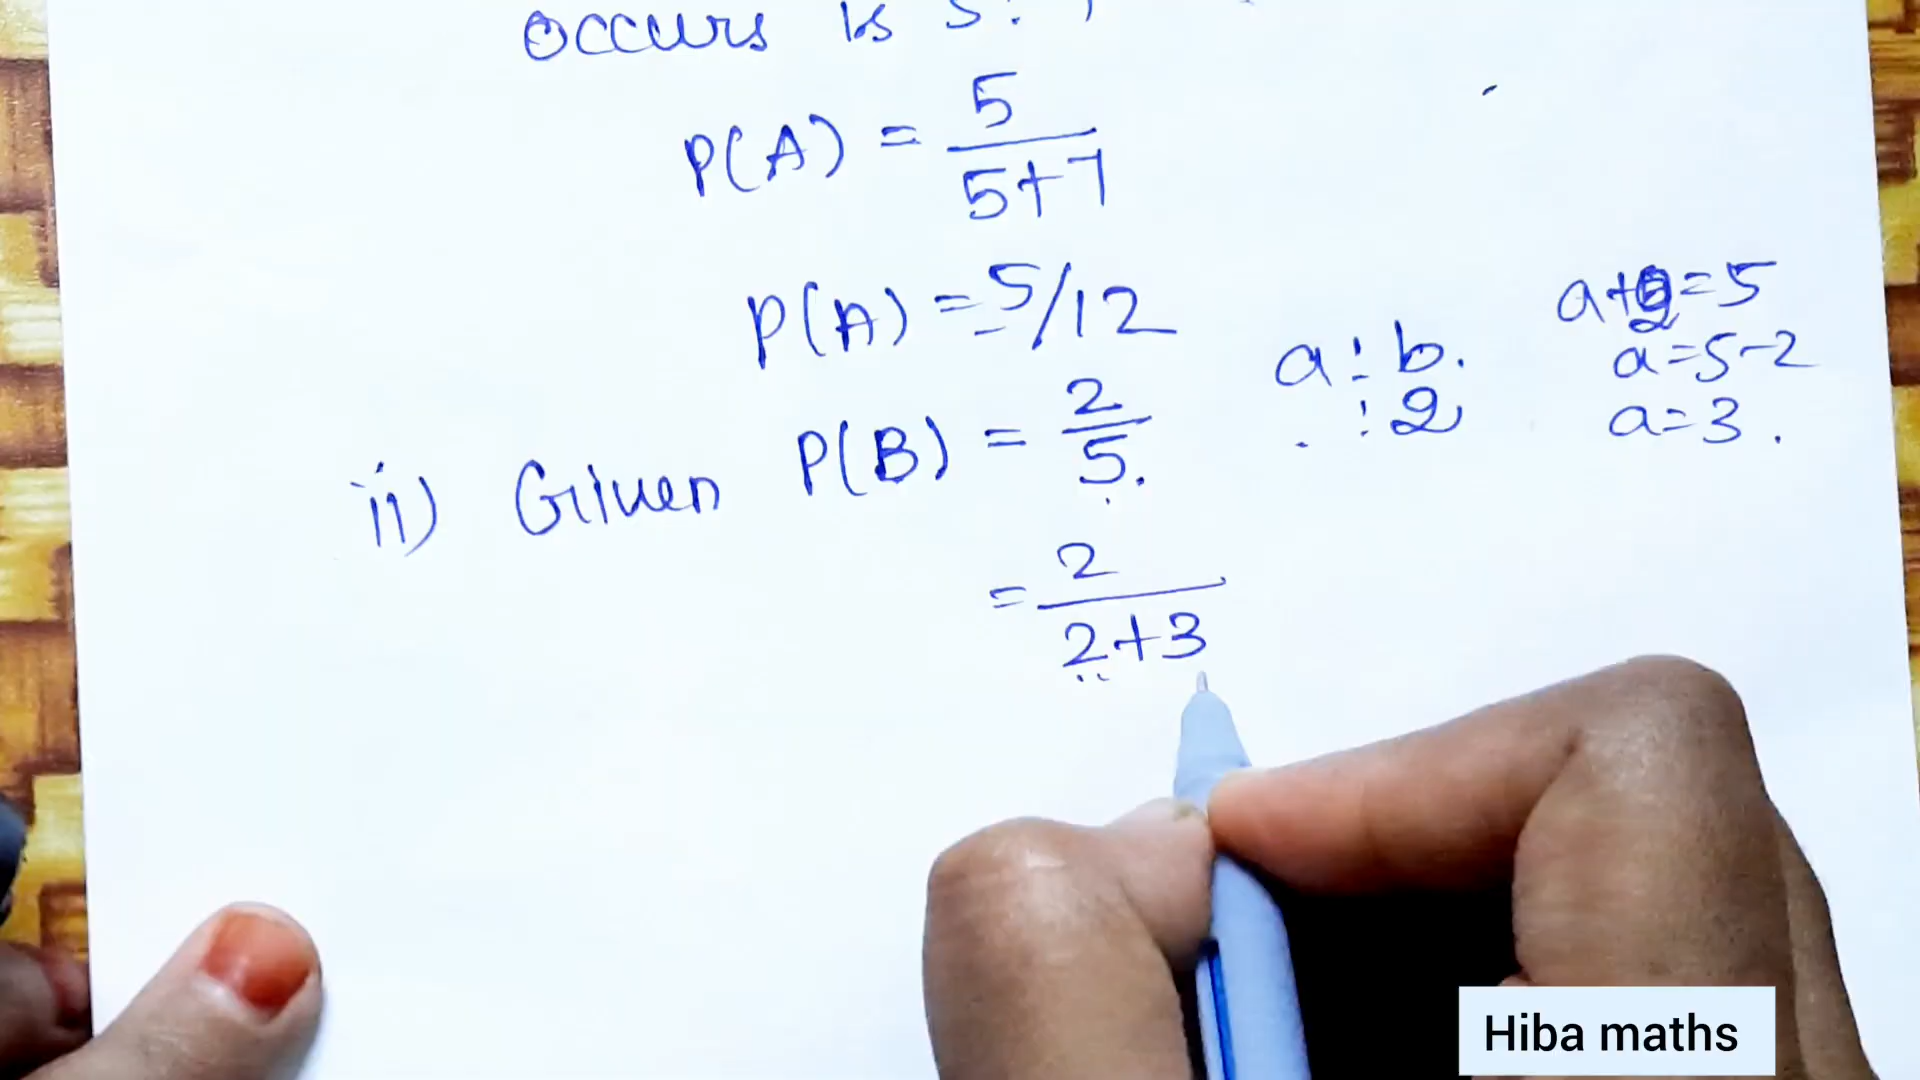 occurs is 5:
P(A) = 5/5+7
P(A) = 5/12
a : b.
: 2
a+2=5
a=5-2
a=3.
ii) Given P(B) = 2/5.
= 2/2+3
Hiba maths